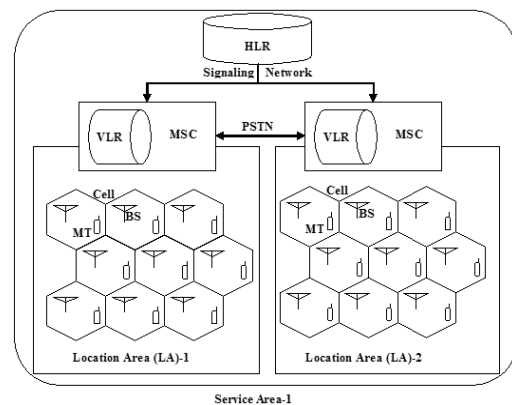 HLR
Signaling Network
VLR MSC
PSTN
VLR MSC
Cell
BS
MT
Cell
BS
MT
Location Area (LA)-1
Location Area (LA)-2
Service Area-1